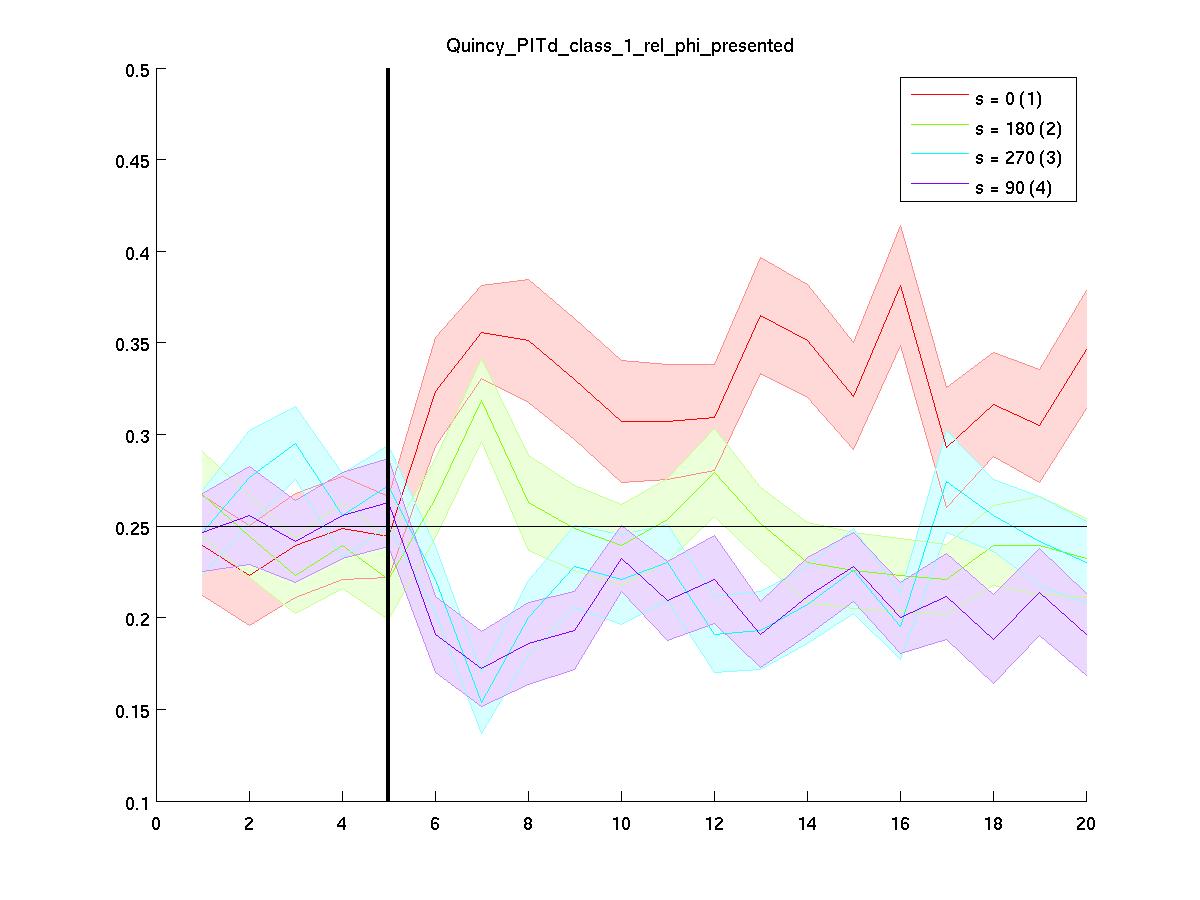 Quincy_PITd_class_1_rel_phi_presented
s = 0 (1)
s = 180 (2)
s = 270 (3)
s = 90 (4)
0.5
0.45
0.4
0.35
0.3
0.25
0.2
0.15
0.1
0 2 4 6 8 10 12 14 16 18 20